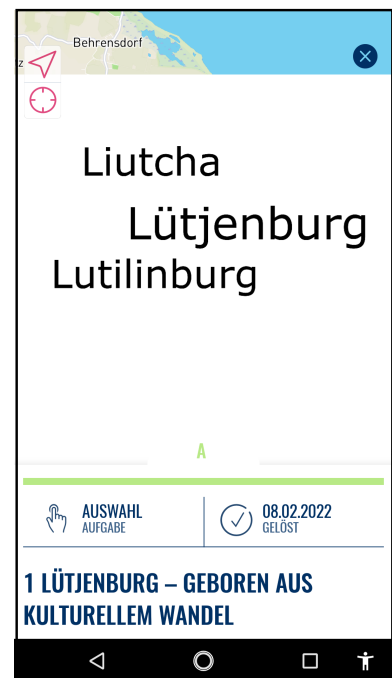 Behrensdorf
z
Liutcha
Lütjenburg
Lutilinburg
A
AUSWAHL
AUFGABE
08.02.2022
GELÖST
1 LÜTJENBURG – GEBOREN AUS
KULTURELLEM WANDEL